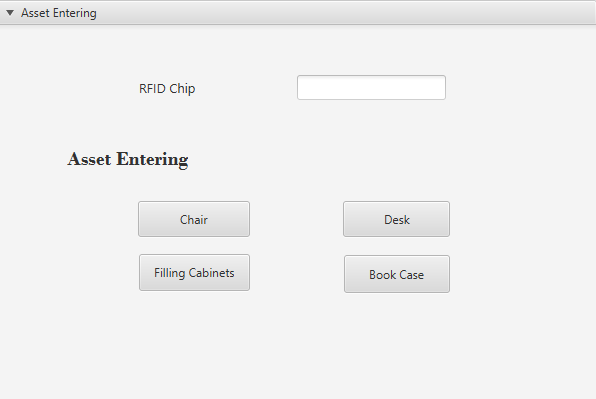 Asset Entering
RFID Chip
Asset Entering
Chair
Desk
Filling Cabinets
Book Case